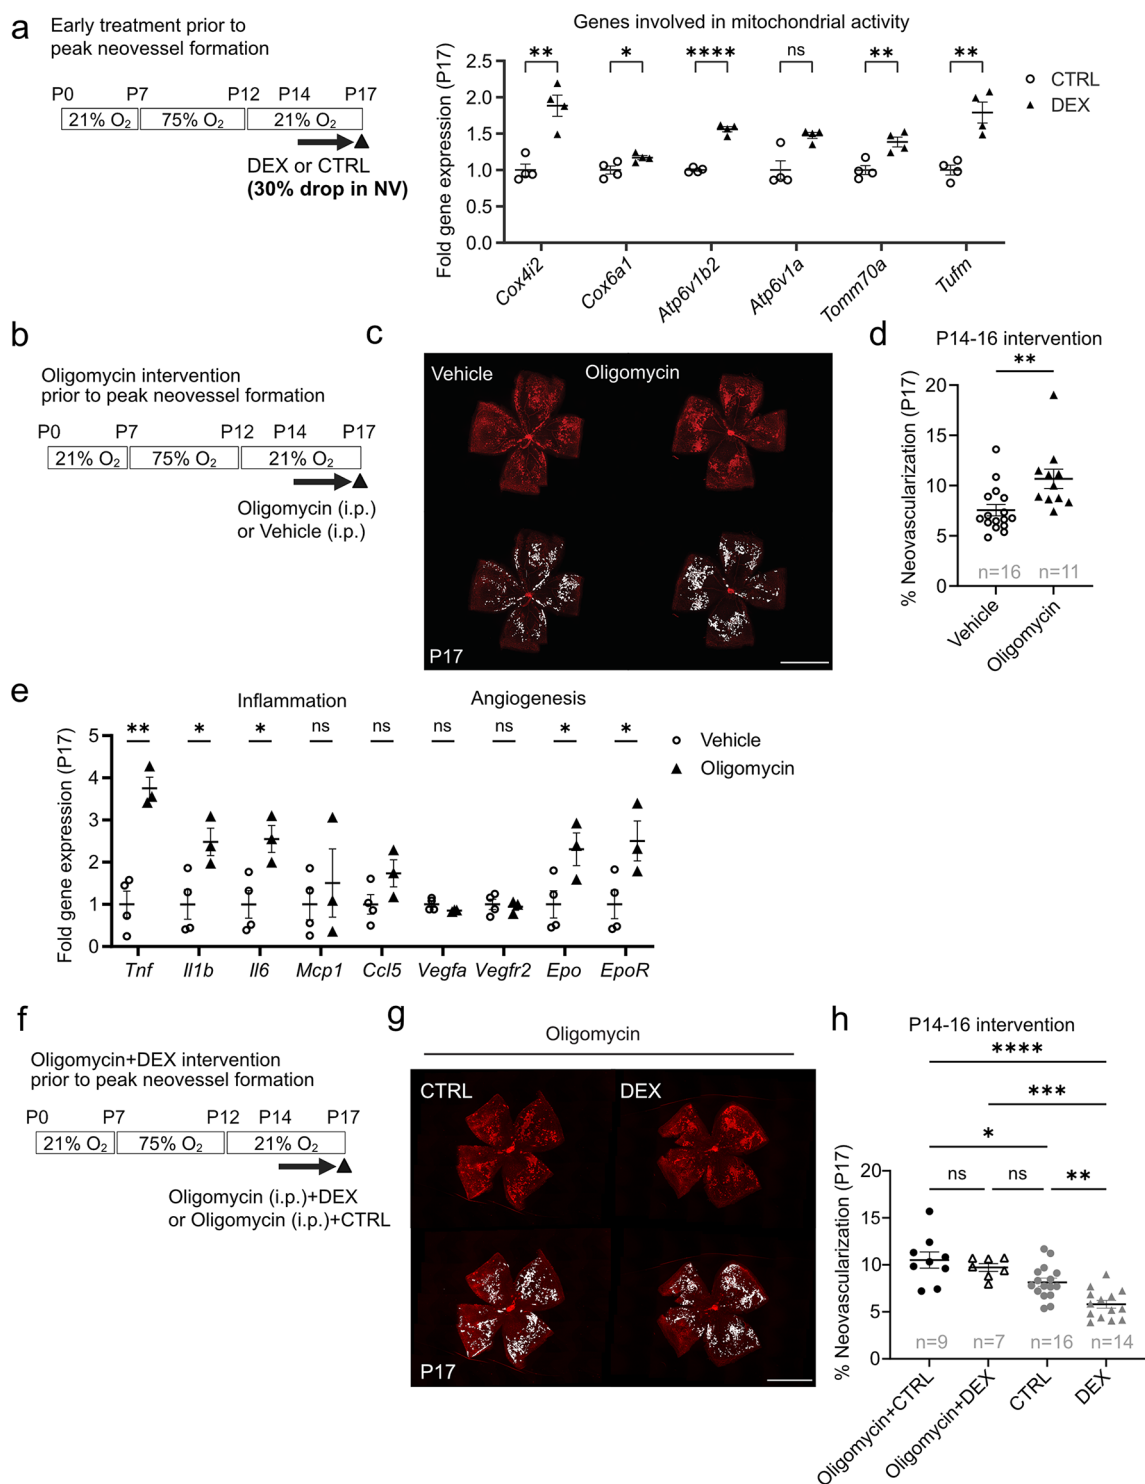 a
Early treatment prior to
peak neovessel formation
P0 P7 P12 P14 P17
21% O₂ 75% O₂ 21% O₂
DEX or CTRL
(30% drop in NV)
Genes involved in mitochondrial activity
** * **** ns ** **
CTRL
DEX
Fold gene expression (P17)
2.5
2.0
1.5
1.0
0.5
0.0
Cox4i2 Cox6a1 Atp6v1b2 Atp6v1a Tomm70a Tufm
b
Oligomycin intervention
prior to peak neovessel formation
P0 P7 P12 P14 P17
21% O₂ 75% O₂ 21% O₂
Oligomycin (i.p.)
or Vehicle (i.p.)
c
Vehicle Oligomycin
P17
d
P14-16 intervention
**
% Neovascularization (P17)
20
15
10
5
0
n=16 n=11
Vehicle Oligomycin
e
Inflammation Angiogenesis
** * * ns ns ns ns * *
Vehicle
Oligomycin
Fold gene expression (P17)
5
4
3
2
1
0
Tnf Il1b Il6 Mcp1 Ccl5 Vegfa Vegfr2 Epo EpoR
f
Oligomycin+DEX intervention
prior to peak neovessel formation
P0 P7 P12 P14 P17
21% O₂ 75% O₂ 21% O₂
Oligomycin (i.p.)+DEX
or Oligomycin (i.p.)+CTRL
g
Oligomycin
CTRL DEX
P17
h
P14-16 intervention
****
***
*
ns ns **
% Neovascularization (P17)
20
15
10
5
0
n=9 n=7 n=16 n=14
Oligomycin+CTRL Oligomycin+DEX CTRL DEX